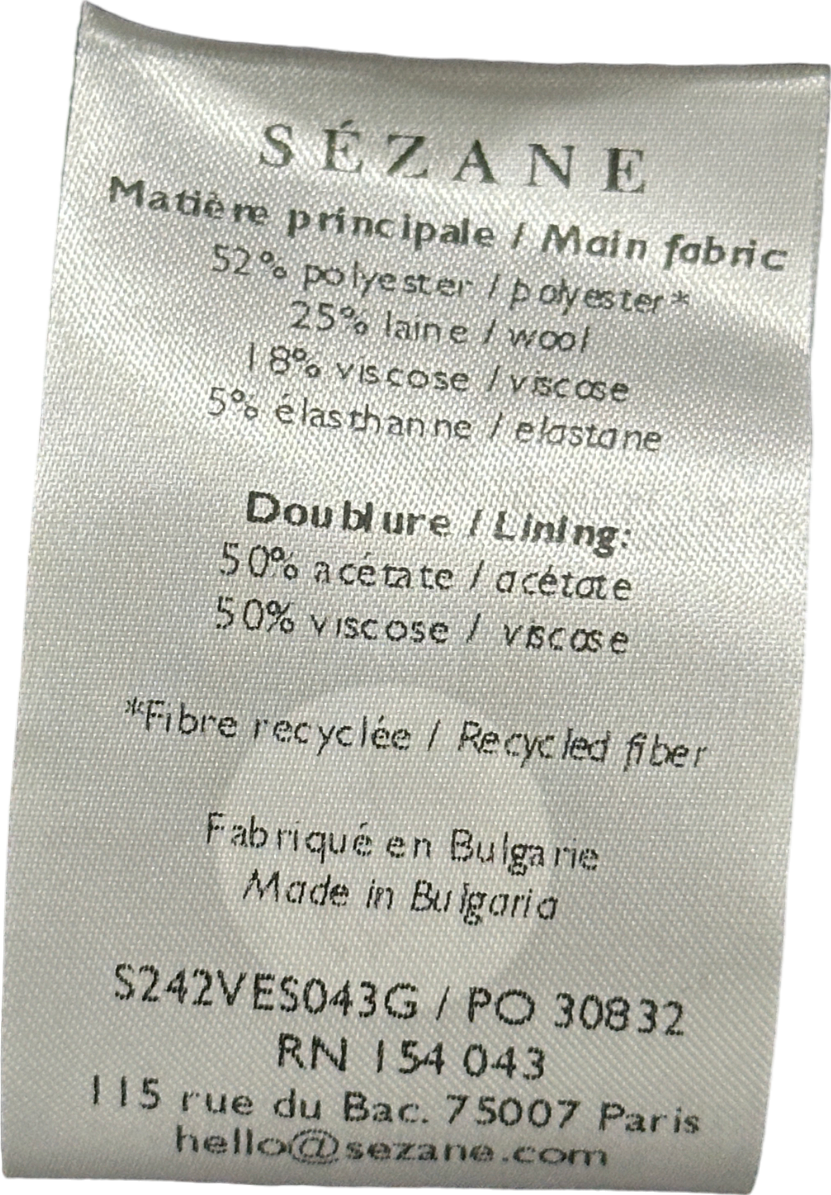 SÉZANE
Matière principale / Main fabric
52% polyester / polyester*
25% laine / wool
18% viscose / viscose
5% élasthanne / elastane
Doublure / Lining:
50% acétate / acétate
50% viscose / viscose
*Fibre recyclée / Recycled fiber
Fabriqué en Bulgarie
Made in Bulgaria
S242VES043G / PO 30832
RN 154 043
115 rue du Bac. 75007 Paris
hello@sezane.com